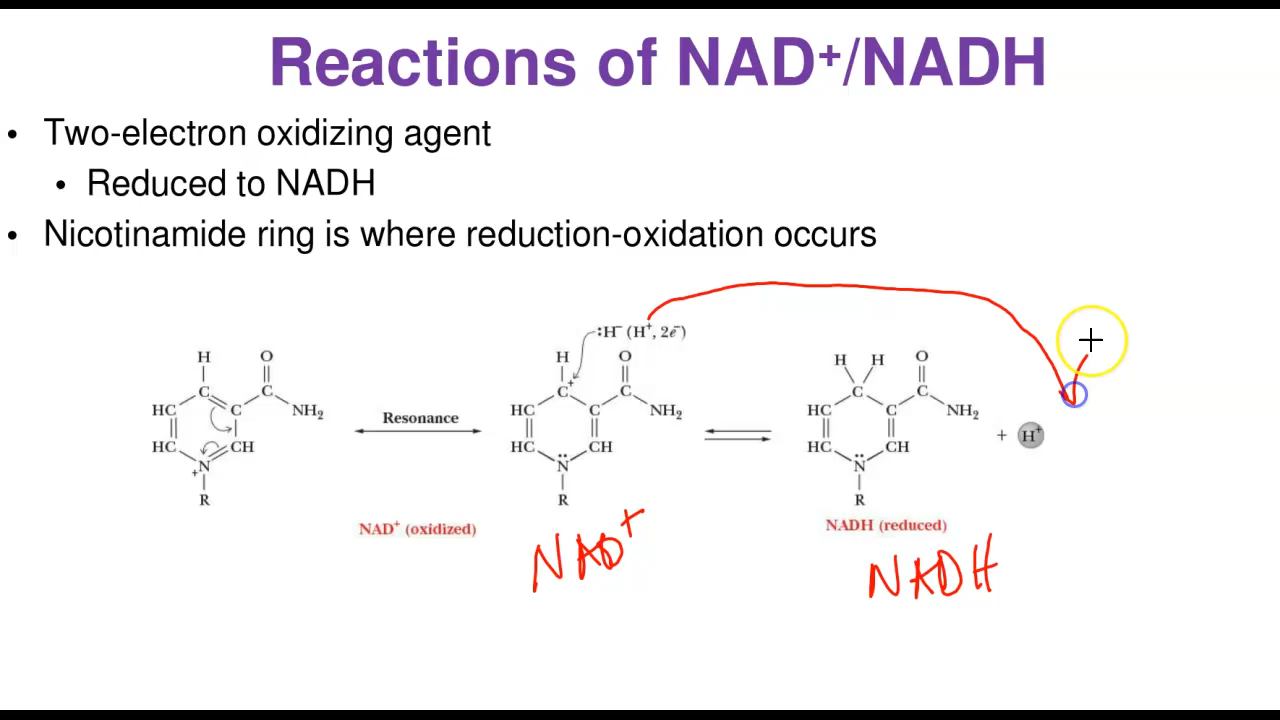 Reactions of NAD⁺/NADH
• Two-electron oxidizing agent
• Reduced to NADH
• Nicotinamide ring is where reduction-oxidation occurs
:H⁻ (H⁺, 2e⁻)
H O H O H H O
C C NH₂ HC C CH HC N + R
Resonance
C + C NH₂ HC C CH HC N R
C C NH₂ HC C CH HC N R
+ H⁺
NAD⁺ (oxidized)
NADH (reduced)
NAD⁺
NADH